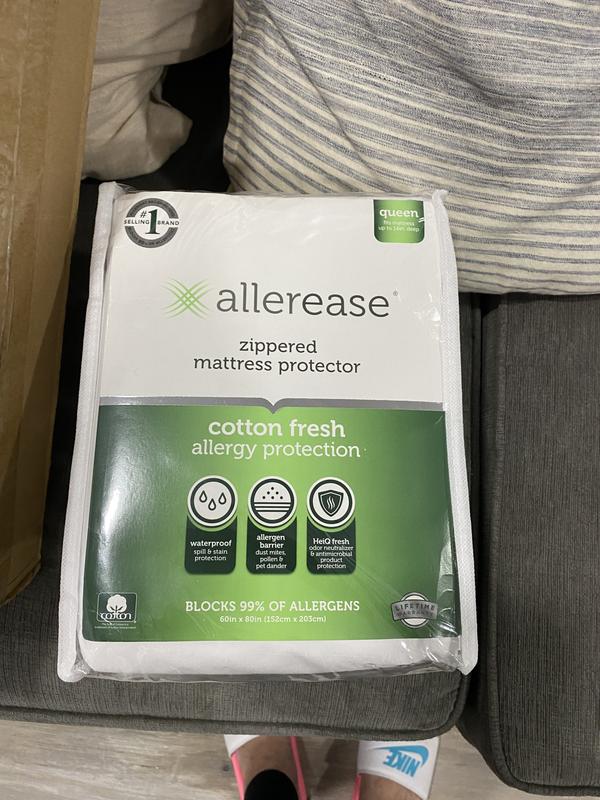 #1
SELLING BRAND
queen
fits mattress
up to 14in. deep
allerease®
zippered
mattress protector
cotton fresh
allergy protection
waterproof
spill & stain
protection
allergen
barrier
dust mites,
pollen &
pet dander
HeiQ fresh
odor neutralizer
& antimicrobial
product
protection
BLOCKS 99% OF ALLERGENS
60in x 80in (152cm x 203cm)
cotton
LIFETIME
WARRANTY
NIKE